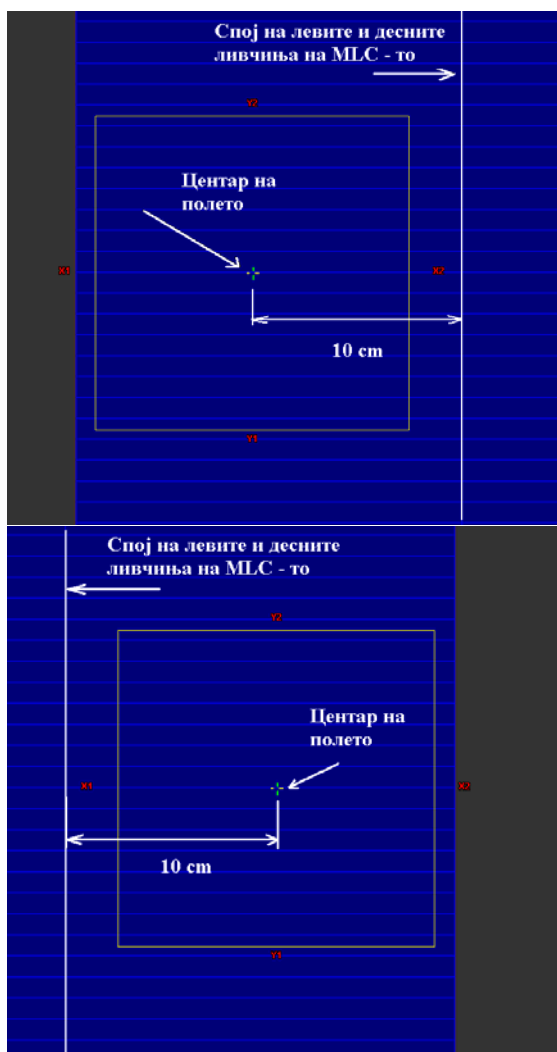 Спој на левите и десните
ливчиња на MLC - то
Y2
Центар на
полето
X1
X2
10 cm
Y1
Спој на левите и десните
ливчиња на MLC - то
Y2
Центар на
полето
X1
X2
10 cm
Y1